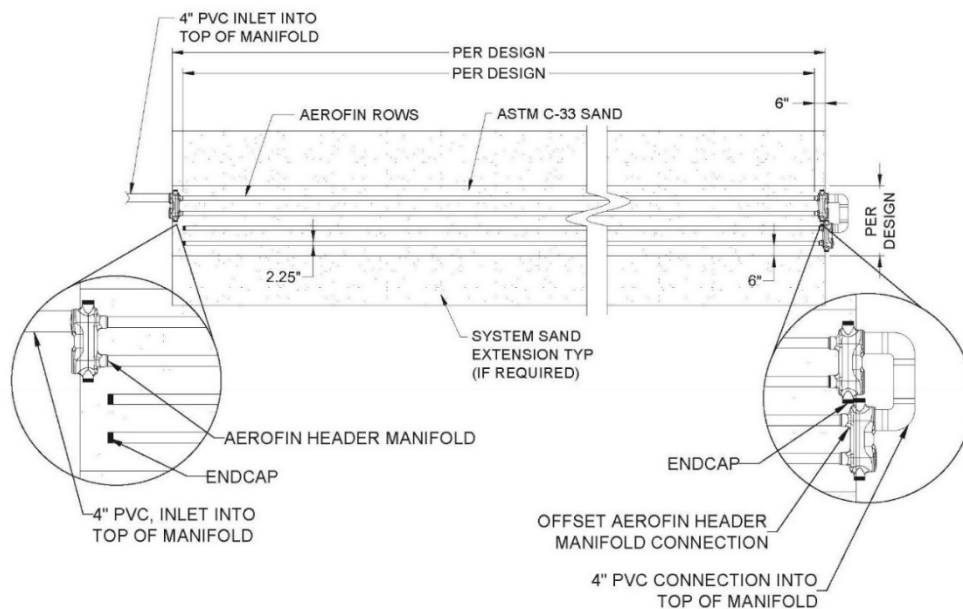 4" PVC INLET INTO
TOP OF MANIFOLD
PER DESIGN
PER DESIGN
6"
AEROFIN ROWS
ASTM C-33 SAND
PER
DESIGN
2.25"
6"
SYSTEM SAND
EXTENSION TYP
(IF REQUIRED)
AEROFIN HEADER MANIFOLD
ENDCAP
4" PVC, INLET INTO
TOP OF MANIFOLD
ENDCAP
OFFSET AEROFIN HEADER
MANIFOLD CONNECTION
4" PVC CONNECTION INTO
TOP OF MANIFOLD